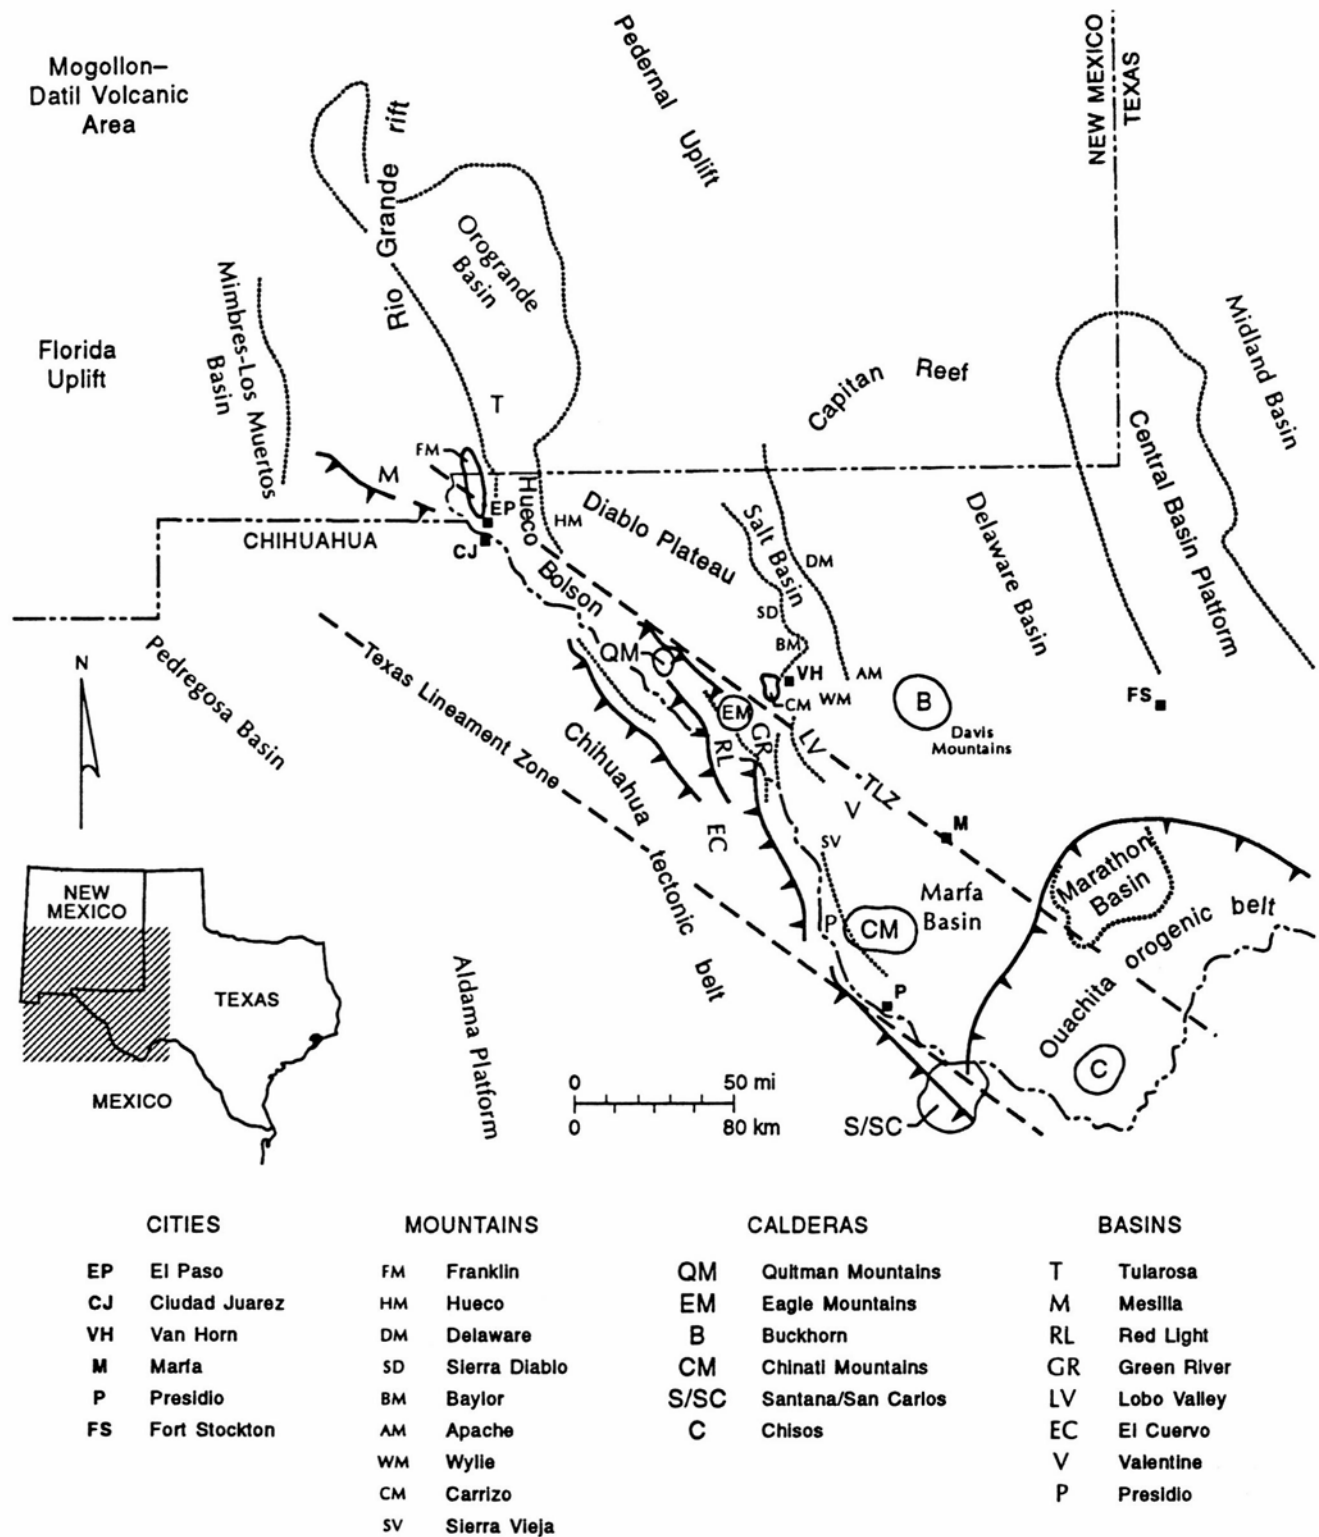 Mogollon–
Datil Volcanic
Area
Rio Grande rift
Pedernal Uplift
NEW MEXICO
TEXAS
Orogrande
Basin
Mimbres-Los Muertos
Basin
Florida
Uplift
Capitan Reef
Midland Basin
Central Basin Platform
T
FM
M
EP
CJ
CHIHUAHUA
Hueco
Bolson
HM
Diablo Plateau
Salt Basin
DM
SD
BM
Delaware Basin
N
Pedregosa Basin
Texas Lineament Zone
QM
EM
VH
CM
WM
AM
B
Davis
Mountains
FS
RL
GR
LV
TLZ
V
M
Chihuahua
tectonic
belt
EC
SV
P
CM
Marfa
Basin
Marathon
Basin
Ouachita orogenic belt
P
C
S/SC
Aldama Platform
NEW
MEXICO
TEXAS
MEXICO
0 50 mi
0 80 km
CITIES
EP El Paso
CJ Ciudad Juarez
VH Van Horn
M Marfa
P Presidio
FS Fort Stockton
MOUNTAINS
FM Franklin
HM Hueco
DM Delaware
SD Sierra Diablo
BM Baylor
AM Apache
WM Wylie
CM Carrizo
SV Sierra Vieja
CALDERAS
QM Quitman Mountains
EM Eagle Mountains
B Buckhorn
CM Chinati Mountains
S/SC Santana/San Carlos
C Chisos
BASINS
T Tularosa
M Mesilla
RL Red Light
GR Green River
LV Lobo Valley
EC El Cuervo
V Valentine
P Presidio